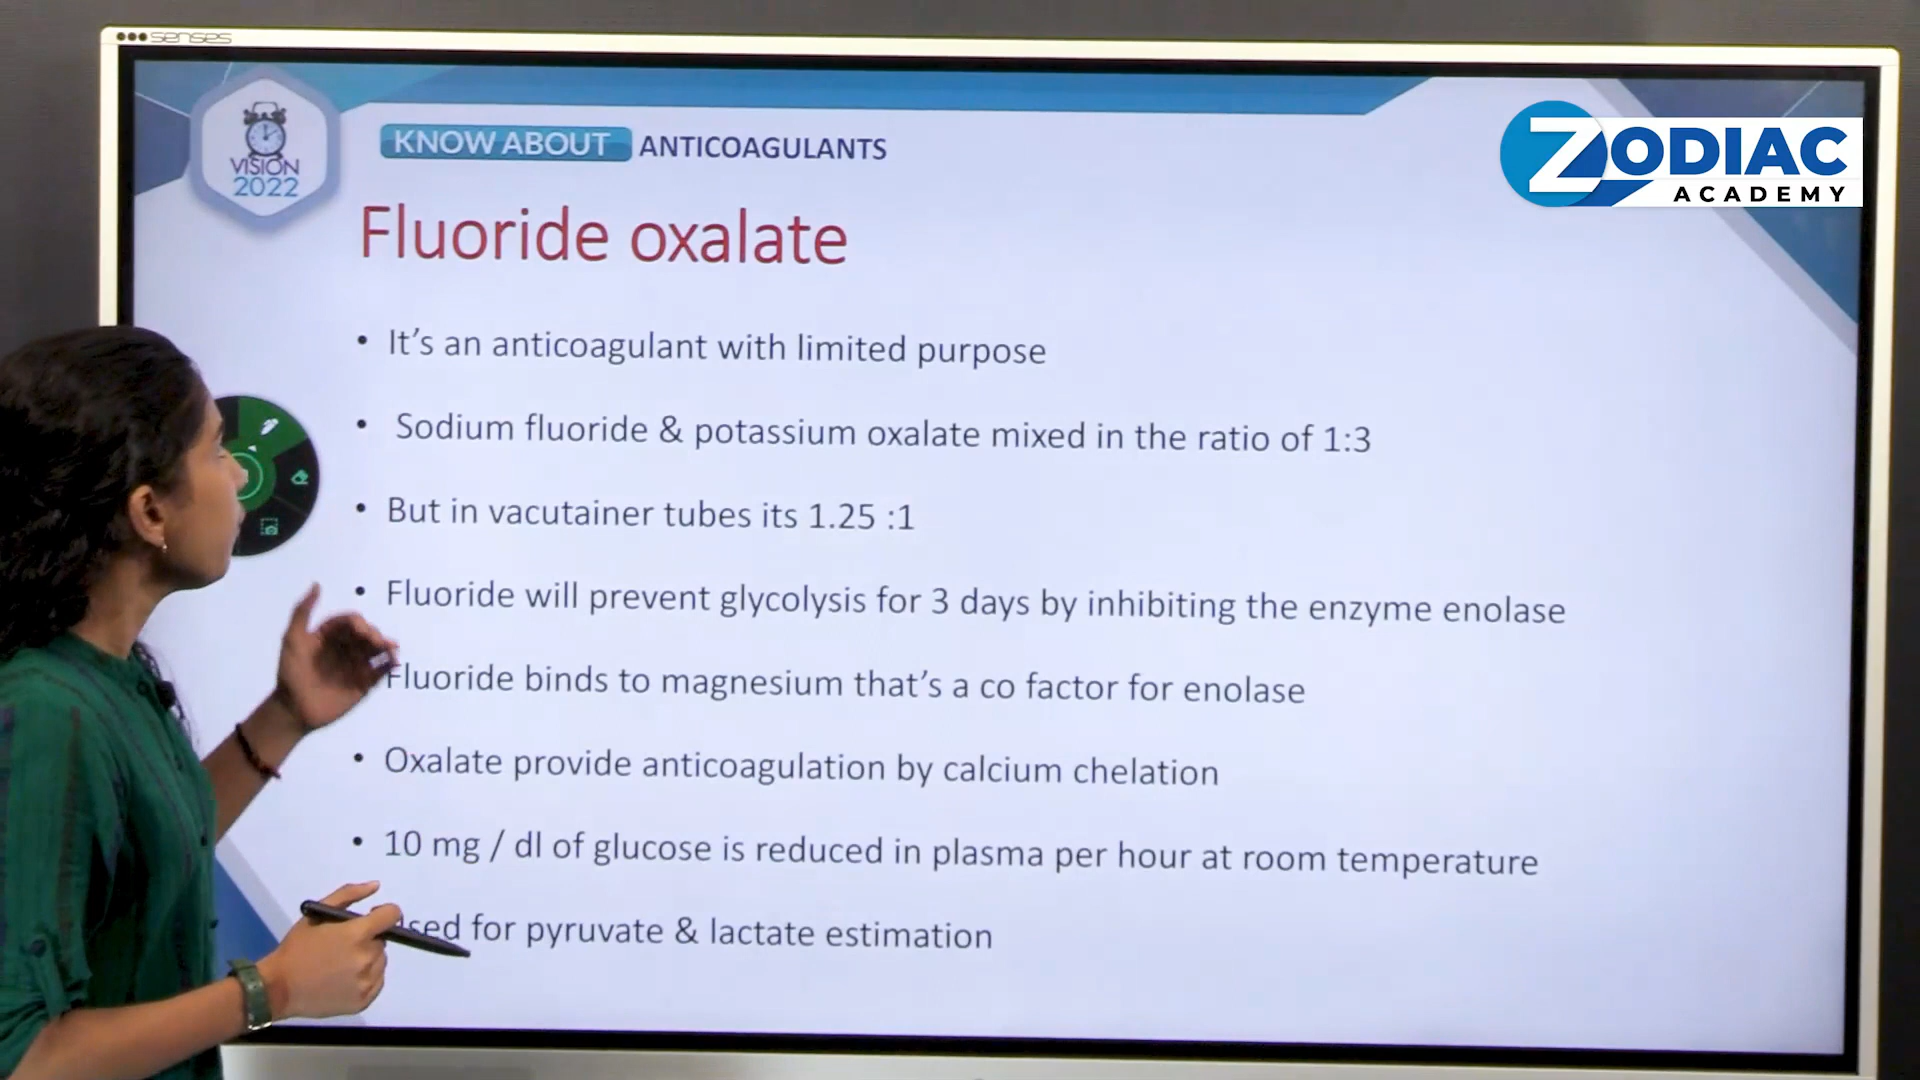 senses
VISION
2022
KNOW ABOUT ANTICOAGULANTS
ZODIAC
ACADEMY
Fluoride oxalate
• It's an anticoagulant with limited purpose
• Sodium fluoride & potassium oxalate mixed in the ratio of 1:3
• But in vacutainer tubes its 1.25 :1
• Fluoride will prevent glycolysis for 3 days by inhibiting the enzyme enolase
Fluoride binds to magnesium that's a co factor for enolase
• Oxalate provide anticoagulation by calcium chelation
• 10 mg / dl of glucose is reduced in plasma per hour at room temperature
for pyruvate & lactate estimation